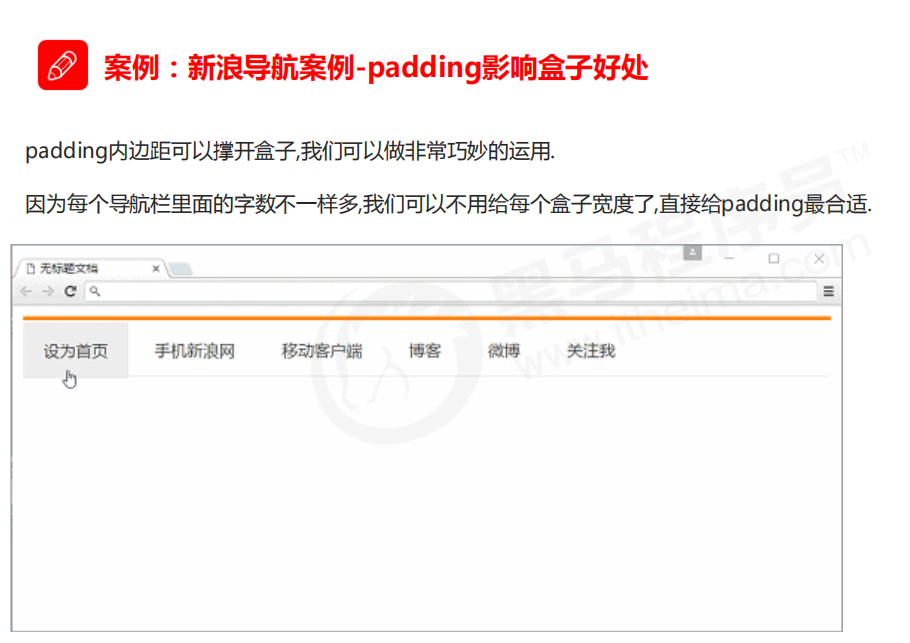 案例：新浪导航案例-padding影响盒子好处
padding内边距可以撑开盒子,我们可以做非常巧妙的运用.
因为每个导航栏里面的字数不一样多,我们可以不用给每个盒子宽度了,直接给padding最合适.
黑马程序员™
www.itheima.com
无标题文档
设为首页 手机新浪网 移动客户端 博客 微博 关注我